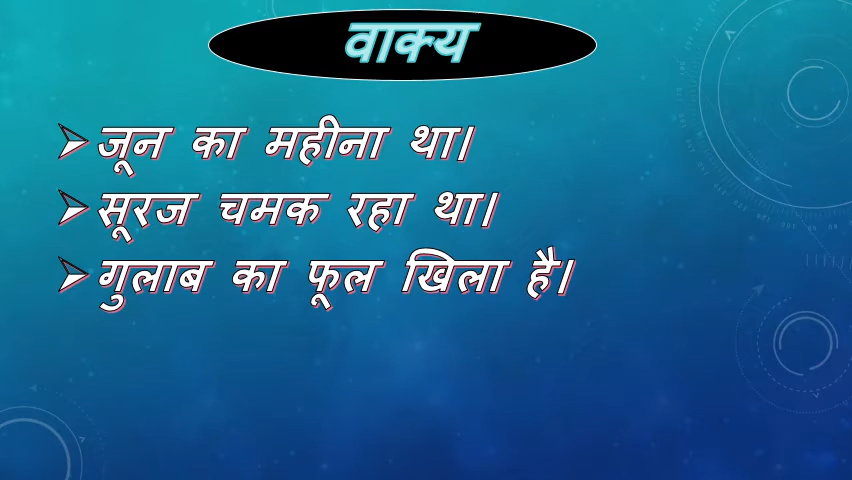 वाक्य
जून का महीना था।
सूरज चमक रहा था।
गुलाब का फूल खिला है।